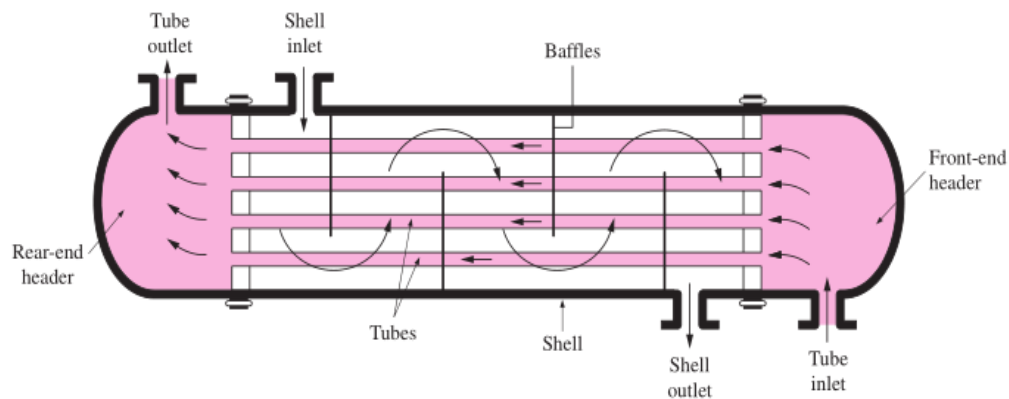 Tube
outlet
Shell
inlet
Baffles
Front-end
header
Rear-end
header
Tubes
Shell
Shell
outlet
Tube
inlet